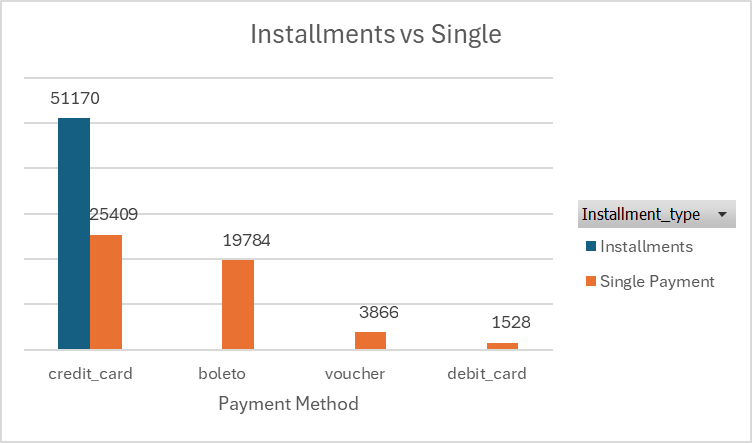 Installments vs Single
51170
25409
19784
3866
1528
credit_card
boleto
voucher
debit_card
Payment Method
Installment_type
Installments
Single Payment